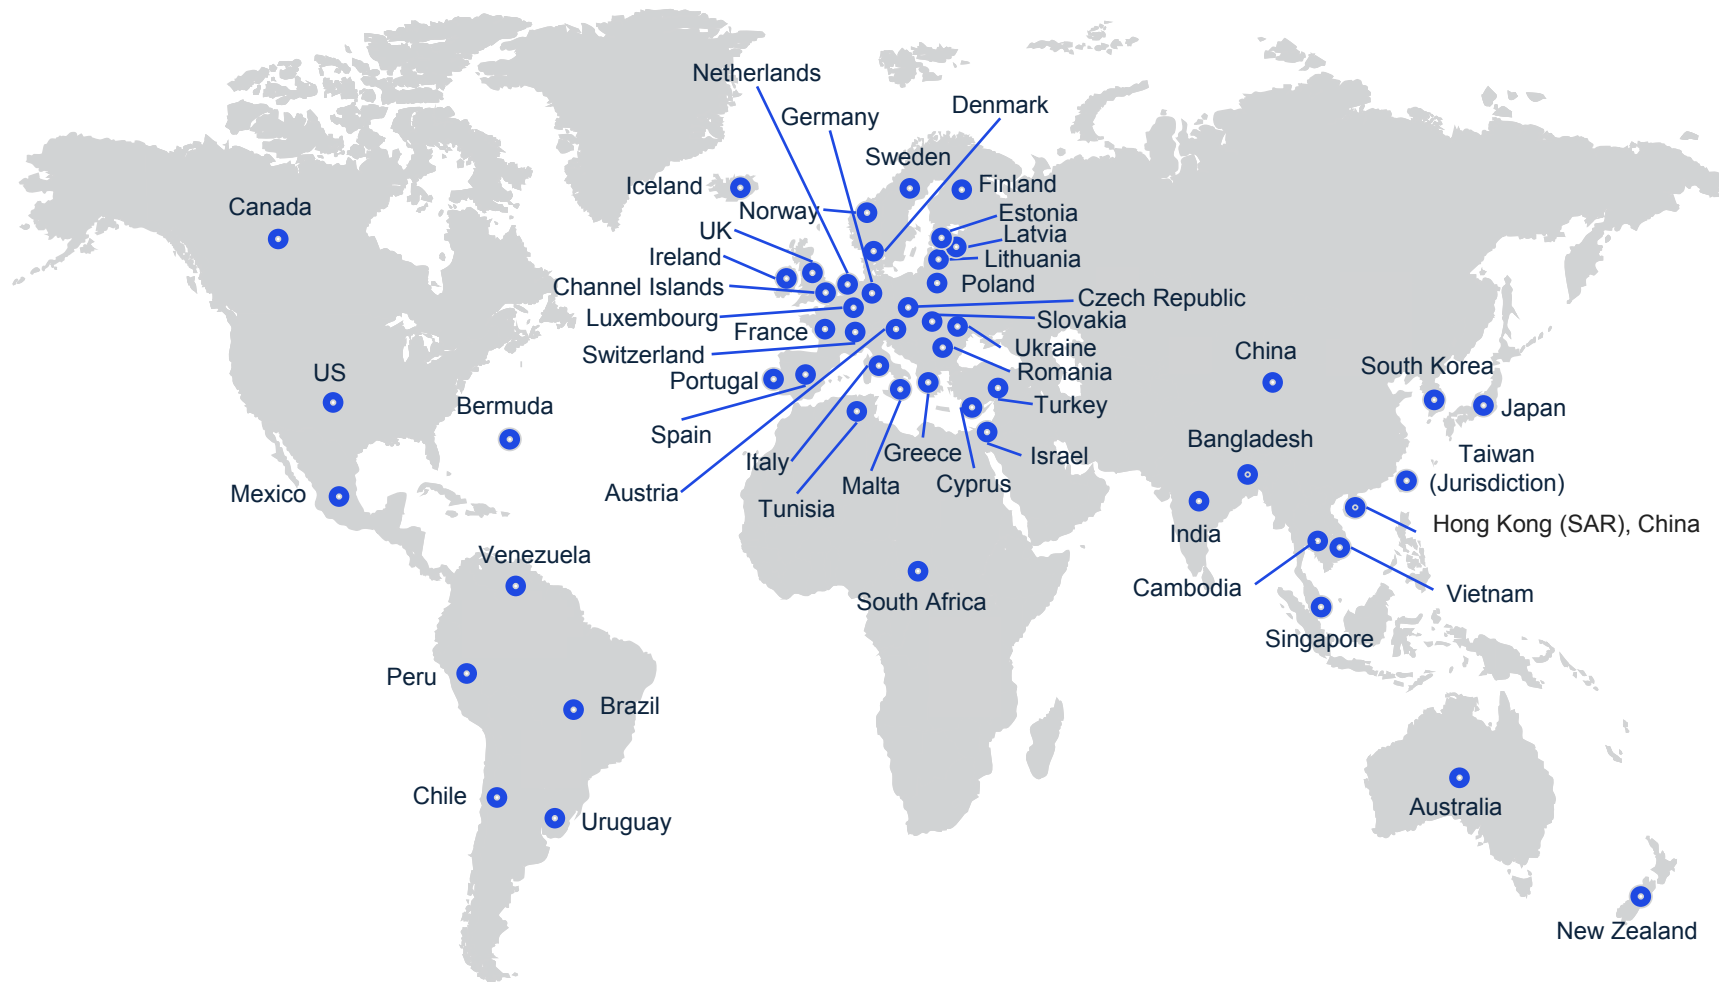 Netherlands
Germany
Denmark
Sweden
Iceland
Finland
Canada
Norway
Estonia
UK
Latvia
Ireland
Lithuania
Channel Islands
Poland
Czech Republic
Luxembourg
Slovakia
France
Switzerland
Ukraine
China
South Korea
US
Portugal
Romania
Bermuda
Turkey
Japan
Spain
Bangladesh
Italy
Greece
Israel
Taiwan
(Jurisdiction)
Austria
Malta
Cyprus
Mexico
Tunisia
India
Hong Kong (SAR), China
Venezuela
Cambodia
Vietnam
South Africa
Singapore
Peru
Brazil
Chile
Australia
Uruguay
New Zealand